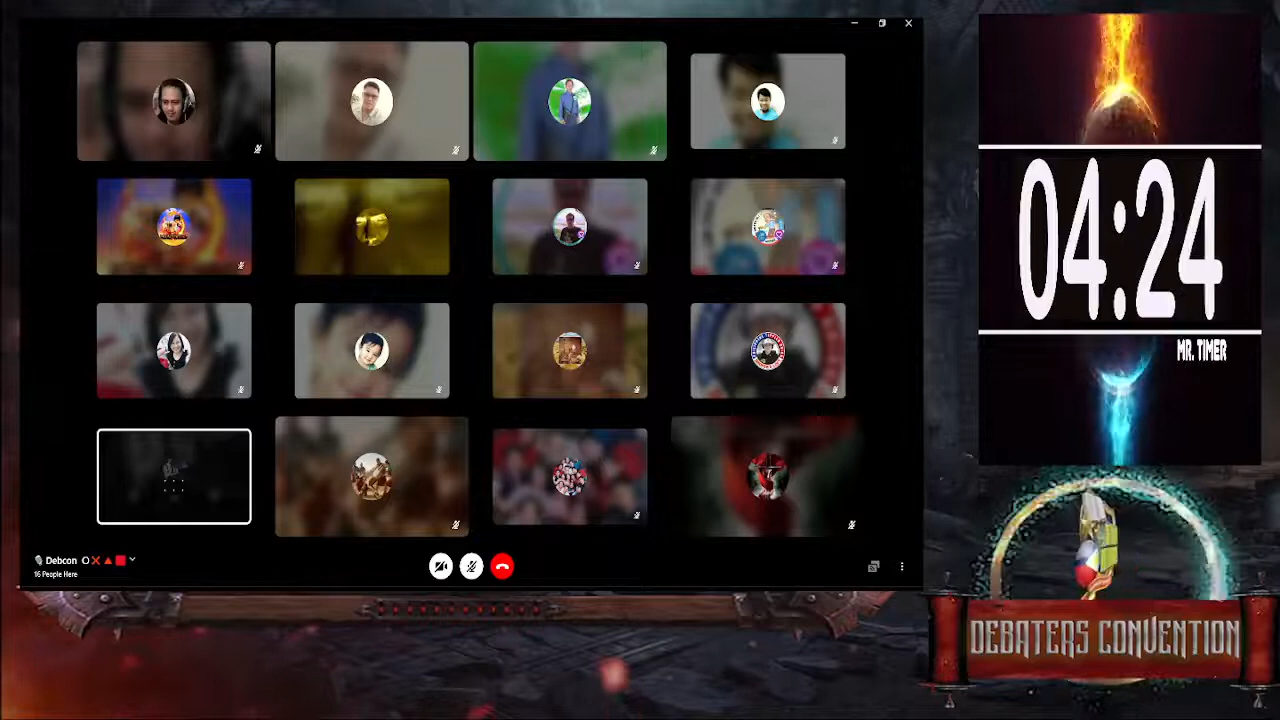 04:24
MR. TIMER
Debcon
16 People Here
DEBATERS CONVENTION